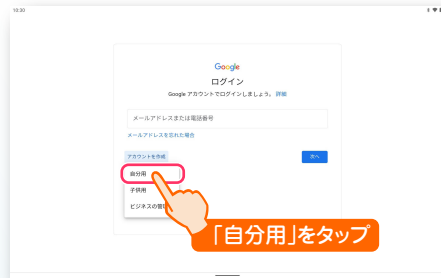 10:30
Google
ログイン
Google アカウントでログインしましょう。 詳細
メールアドレスまたは電話番号
メールアドレスを忘れた場合
アカウントを作成
次へ
自分用
子供用
ビジネスの管理
「自分用」をタップ